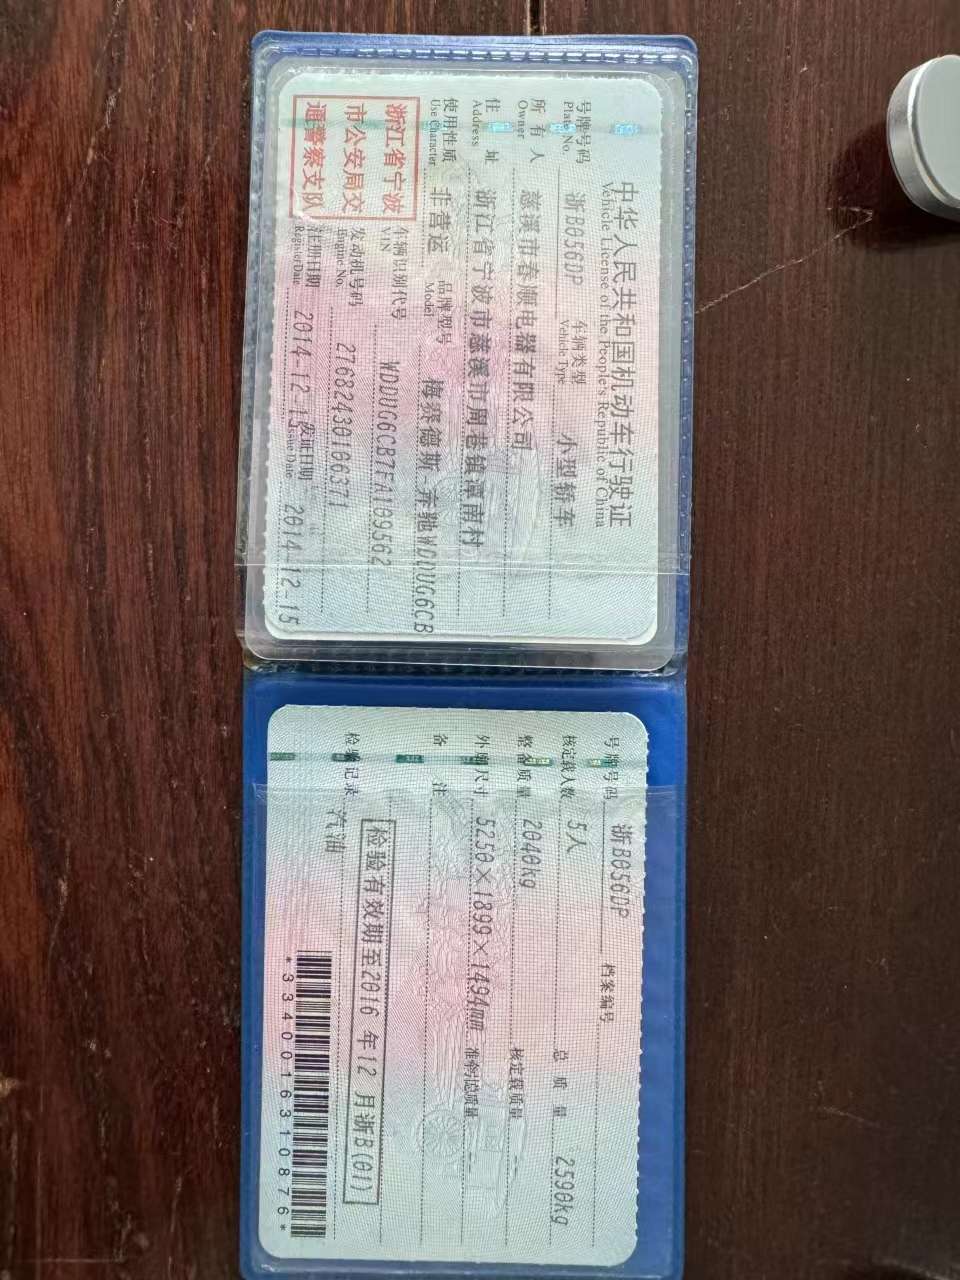 中华人民共和国机动车行驶证
Vehicle License of the People's Republic of China
号牌号码 浙B056DP 车辆类型 小型轿车
Plate No. Vehicle Type
所有人 慈溪市春顺电器有限公司
Owner
住址 浙江省宁波市慈溪市周巷镇潭南村
Address
使用性质 非营运 品牌型号 梅赛德斯-奔驰WDDUG6CB
Use Character Model
浙江省宁波
市公安局交
通警察支队
车辆识别代号 WDDUG6CB7FA109562
VIN
发动机号码 27682430106371
Engine No.
注册日期 2014-12-15 发证日期 2014-12-15
Register Date Issue Date
号牌号码 浙B056DP 档案编号
核定载人数 5人 总质量 2590kg
整备质量 2040kg 核定载质量 --
外廓尺寸 5250×1899×1494mm 准牵引总质量 --
备注
检验有效期至2016年12月浙B(01)
检验记录 汽油
*3340016310876*